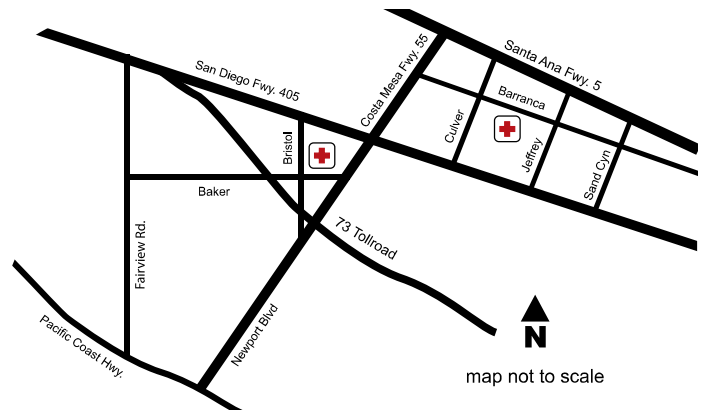 San Diego Fwy. 405
Costa Mesa Fwy. 55
Santa Ana Fwy. 5
Barranca
Culver
Jeffrey
Sand Cyn
Bristol
Baker
Fairview Rd.
73 Tollroad
Newport Blvd
Pacific Coast Hwy.
N
map not to scale